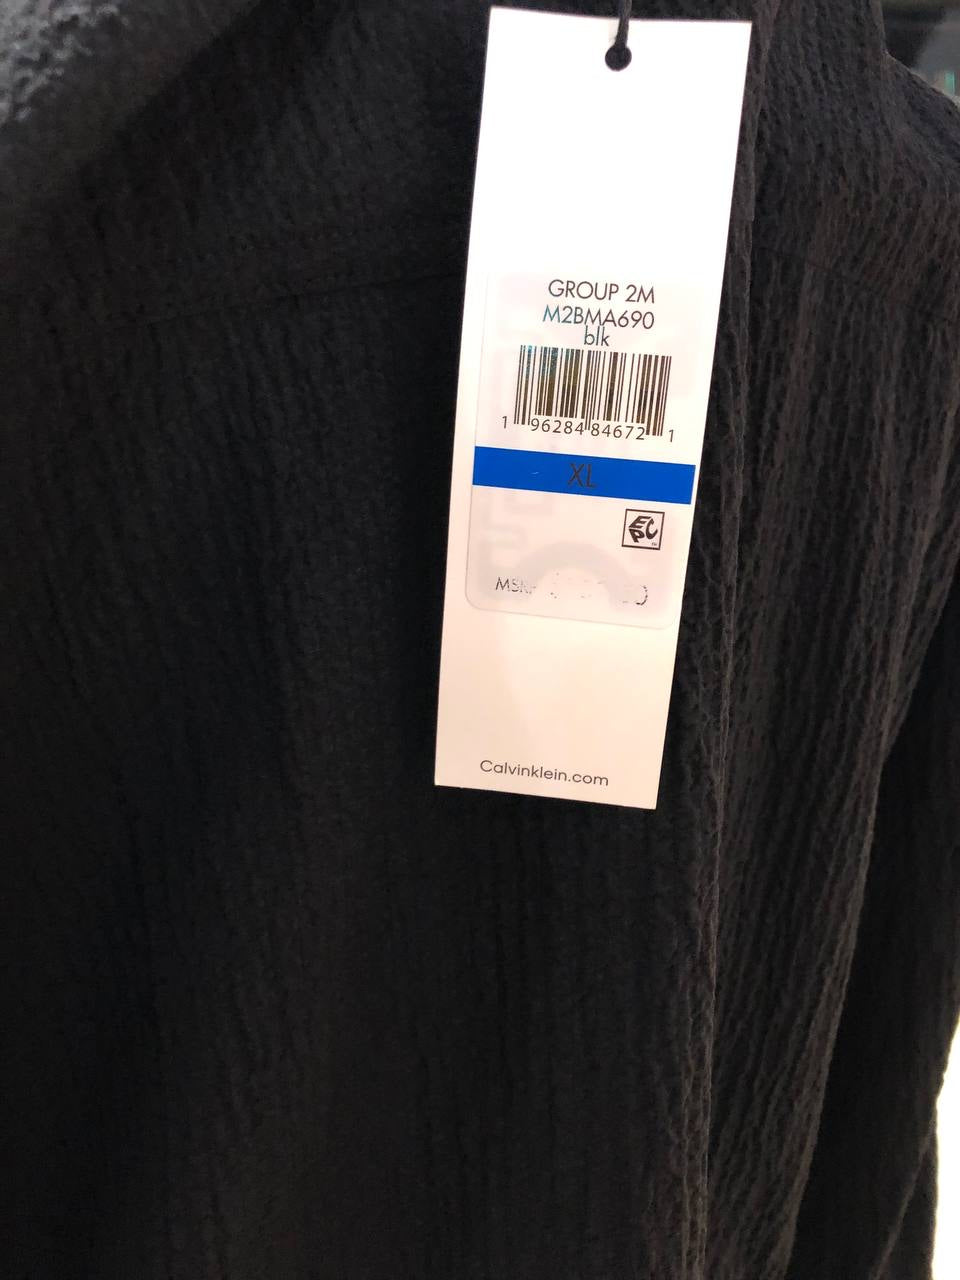 GROUP 2M
M2BMA690
blk
1 96284 84672 1
XL
EPC
Calvinklein.com